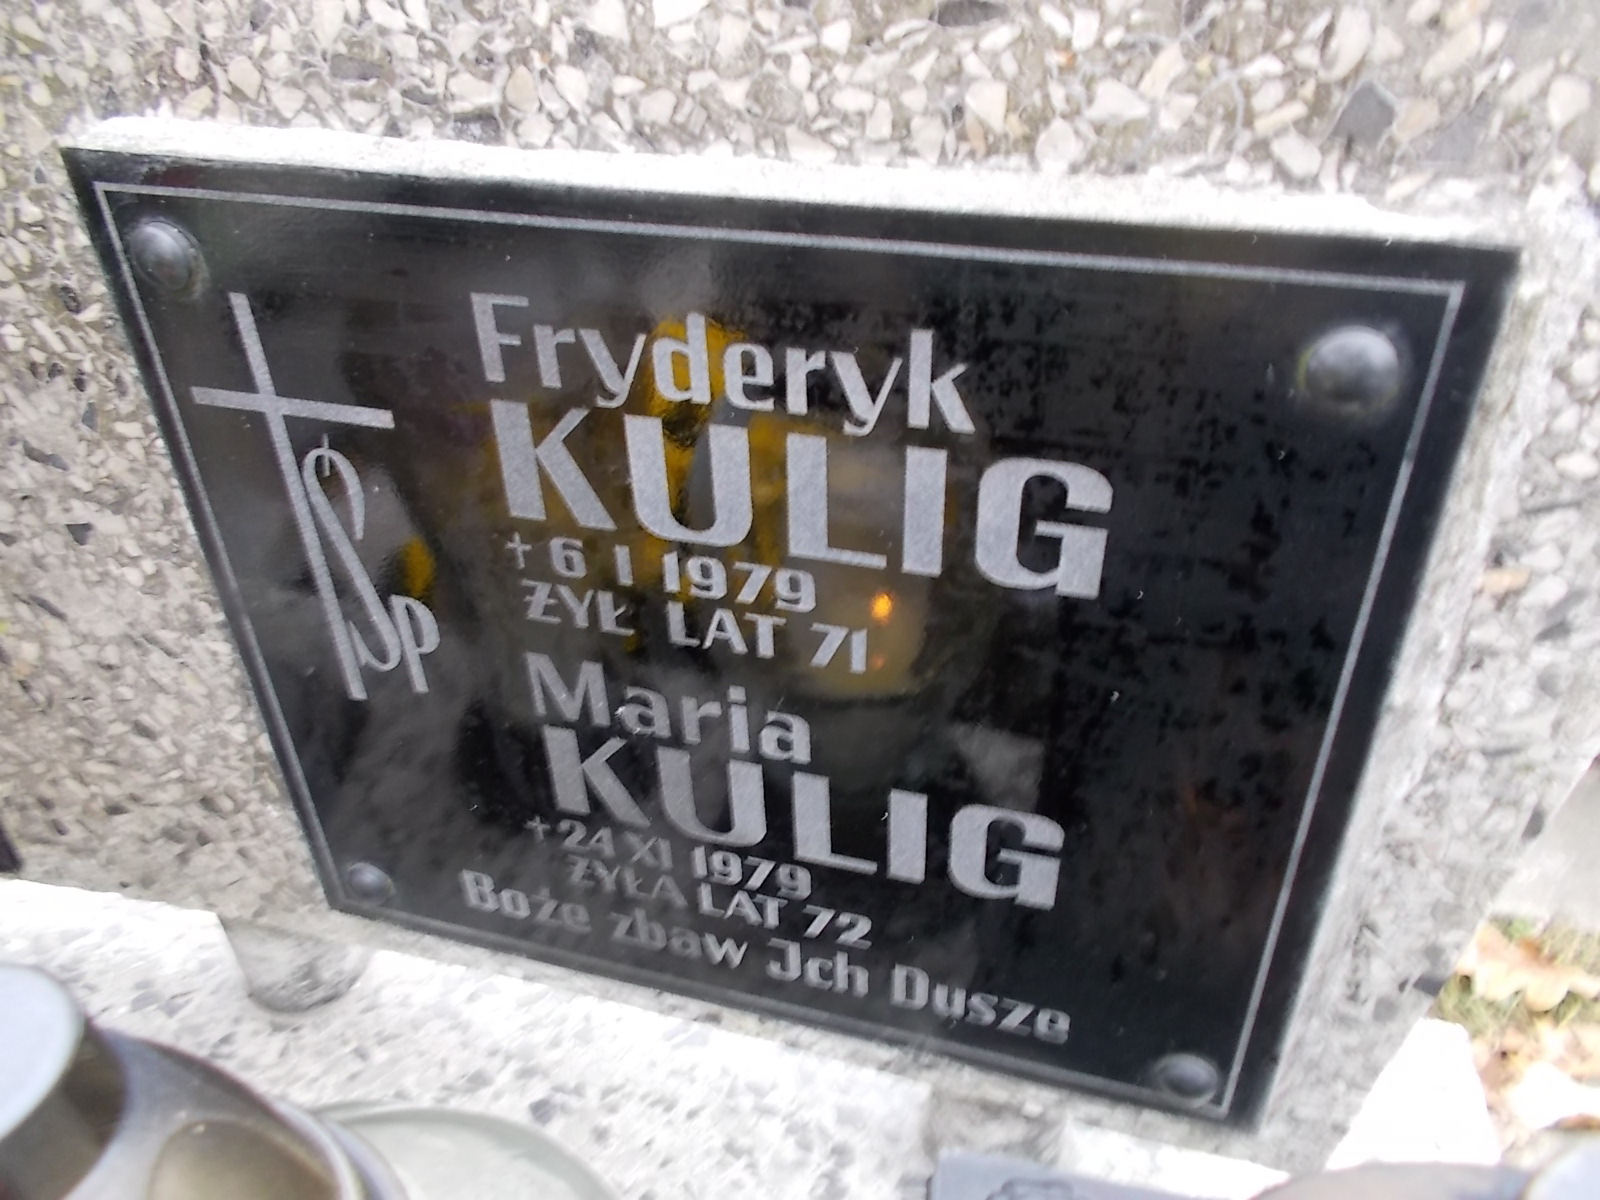 ŚP
Fryderyk
KULIG
+ 6 I 1979
ŻYŁ LAT 71
Maria
KULIG
+ 24 XI 1979
ŻYŁA LAT 72
Boże zbaw Jch Dusze